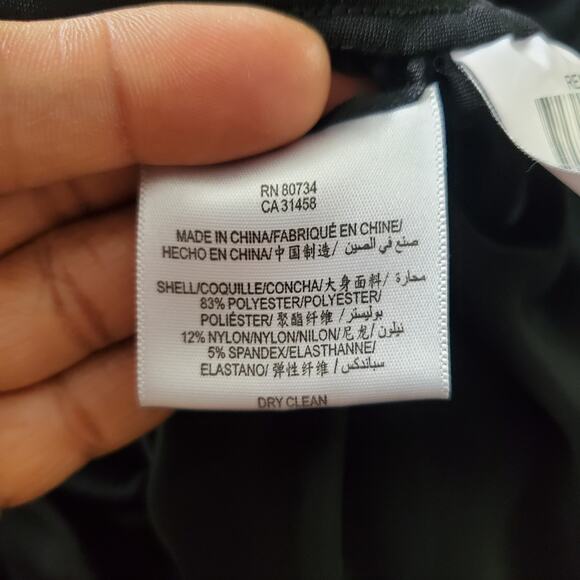 RN 80734
CA 31458
MADE IN CHINA/FABRIQUÉ EN CHINE/
HECHO EN CHINA/中国制造/ صنع في الصين
SHELL/COQUILLE/CONCHA/大身面料/ محارة
83% POLYESTER/POLYESTER/
POLIÉSTER/ 聚酯纤维 / بوليستر
12% NYLON/NYLON/NILON/尼龙/ نيلون
5% SPANDEX/ELASTHANNE/
ELASTANO/ 弹性纤维 / سباندكس
DRY CLEAN
RE